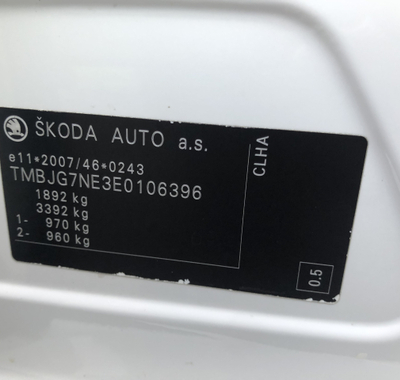 ŠKODA AUTO a.s.
e11*2007/46*0243
TMBJG7NE3E0106396
1892 kg
3392 kg
1- 970 kg
2- 960 kg
CLHA
0.5